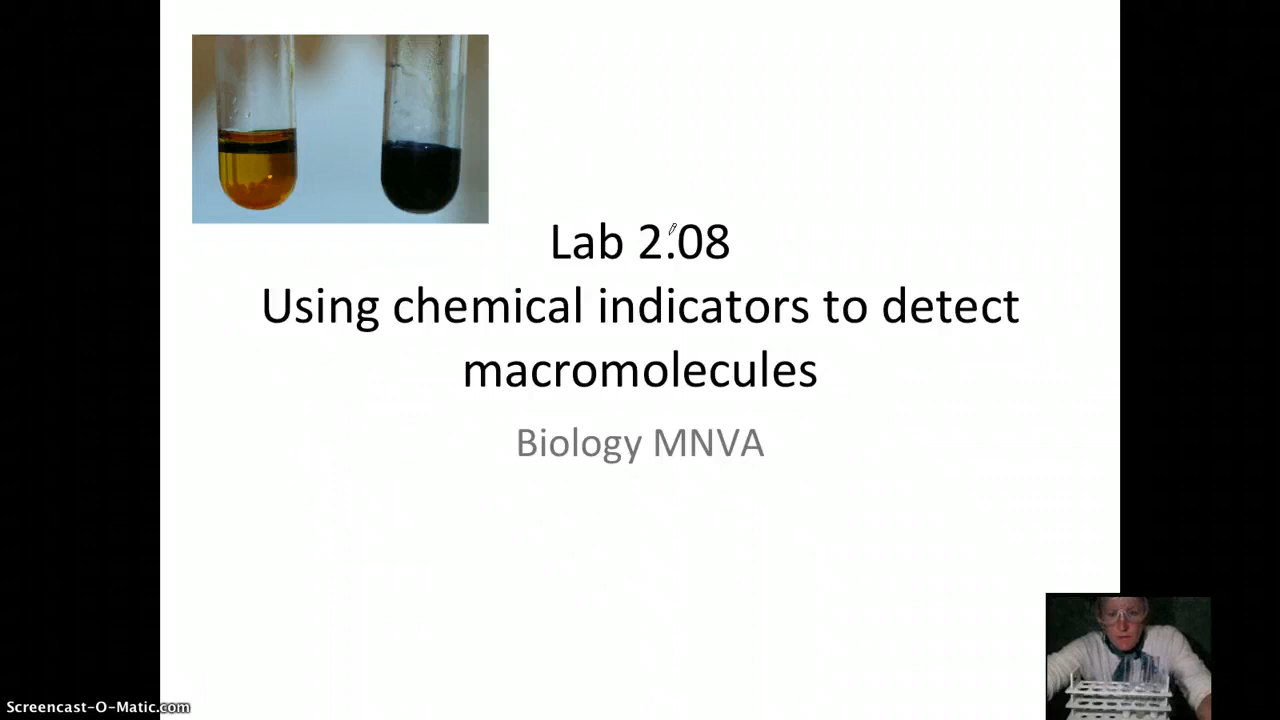 Lab 2.08
Using chemical indicators to detect
macromolecules
Biology MNVA
Screencast-O-Matic.com